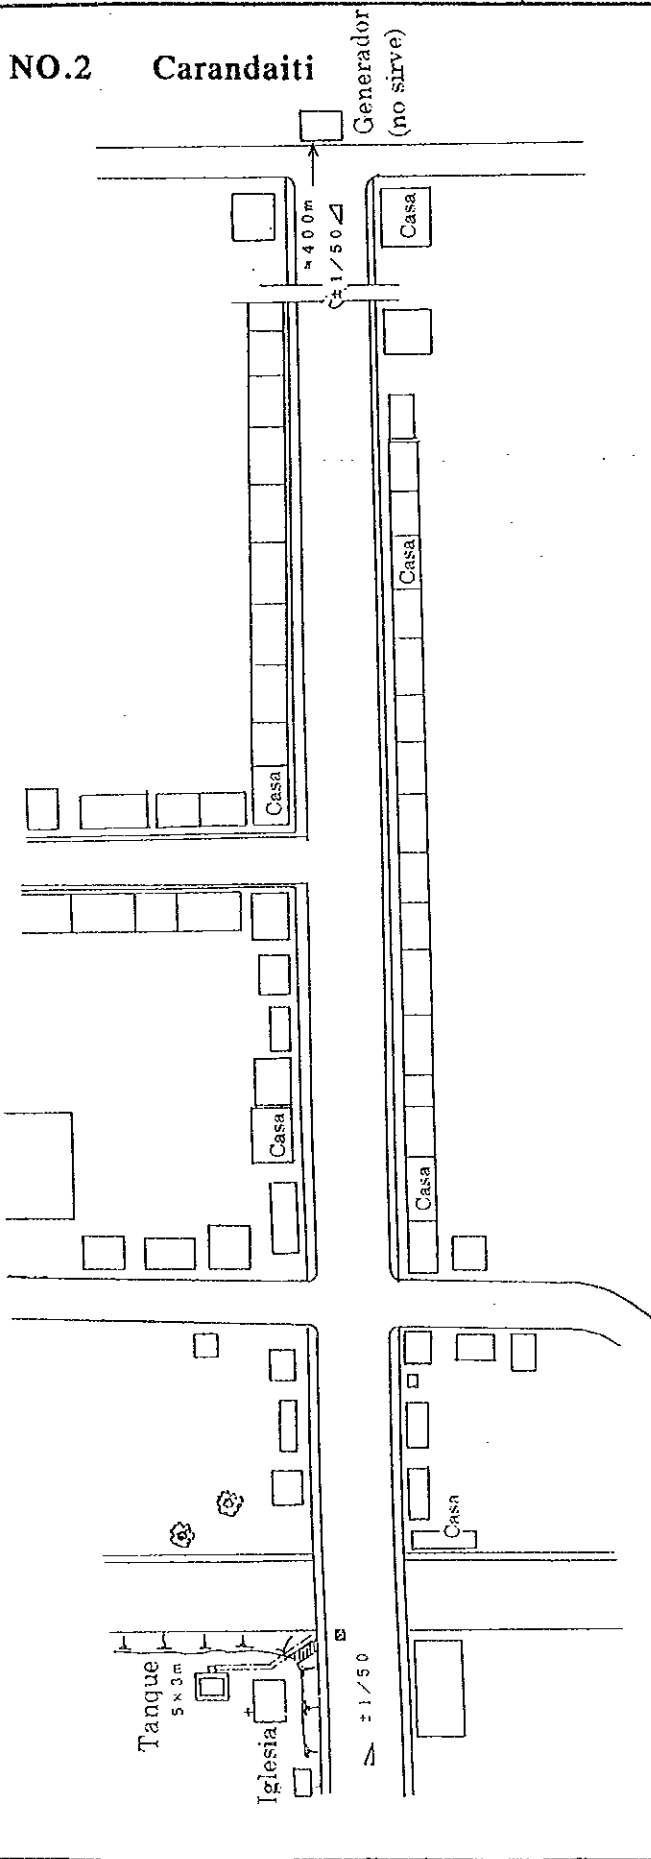 NO.2 Carandaiti
Generador
(no sirve)
≒400m
±1/50
Casa
Casa
Casa
Casa
Casa
Casa
Tanque
5×3m
Iglesia
±1/50